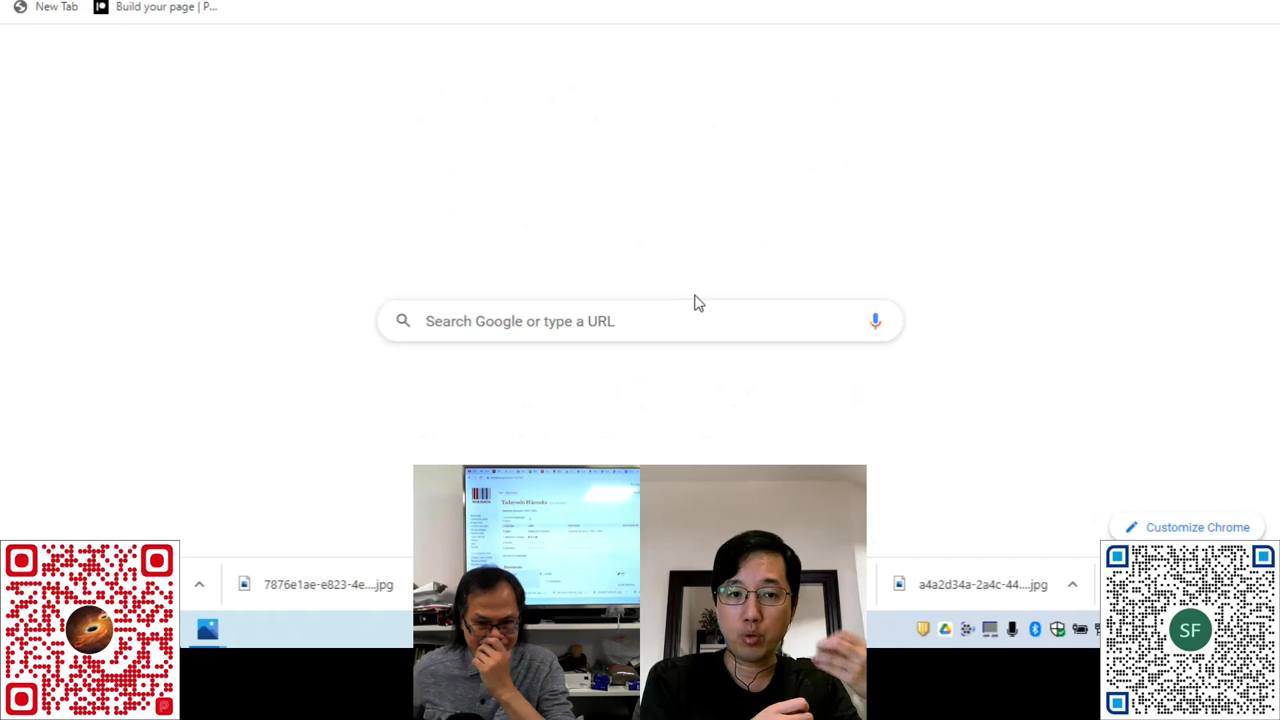 New Tab
Build your page | P...
Search Google or type a URL
Customize Chrome
7876e1ae-e823-4e....jpg
a4a2d34a-2a4c-44....jpg
SF